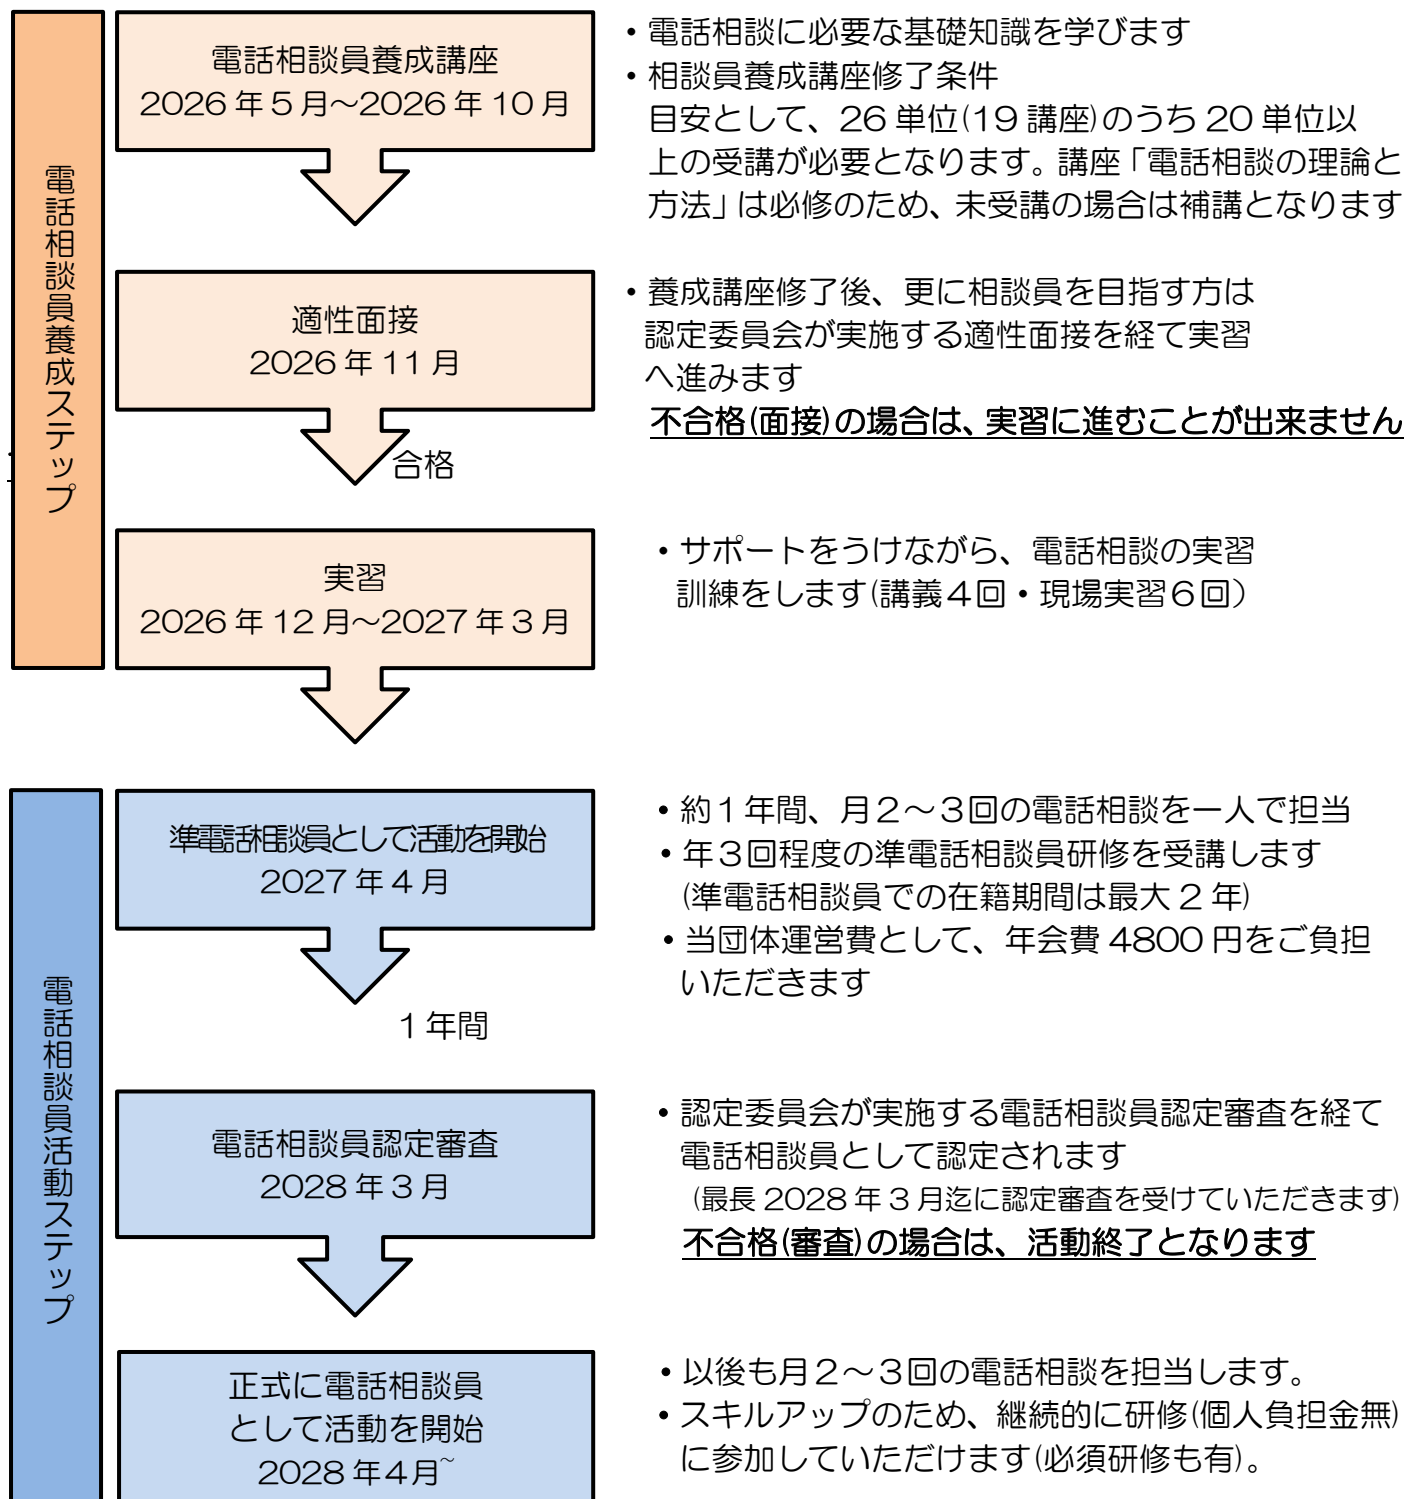 電話相談員養成ステップ
電話相談員養成講座
2026年5月～2026年10月
・電話相談に必要な基礎知識を学びます
・相談員養成講座修了条件
目安として、26単位(19講座)のうち20単位以
上の受講が必要となります。講座「電話相談の理論と
方法」は必修のため、未受講の場合は補講となります
適性面接
2026年11月
合格
・養成講座修了後、更に相談員を目指す方は
認定委員会が実施する適性面接を経て実習
へ進みます
不合格(面接)の場合は、実習に進むことが出来ません
実習
2026年12月～2027年3月
・サポートをうけながら、電話相談の実習
訓練をします(講義4回・現場実習6回）
電話相談員活動ステップ
準電話相談員として活動を開始
2027年4月
1年間
・約1年間、月2～3回の電話相談を一人で担当
・年3回程度の準電話相談員研修を受講します
(準電話相談員での在籍期間は最大2年)
・当団体運営費として、年会費4800円をご負担
いただきます
電話相談員認定審査
2028年3月
・認定委員会が実施する電話相談員認定審査を経て
電話相談員として認定されます
(最長2028年3月迄に認定審査を受けていただきます)
不合格(審査)の場合は、活動終了となります
正式に電話相談員
として活動を開始
2028年4月~
・以後も月2～3回の電話相談を担当します。
・スキルアップのため、継続的に研修(個人負担金無)
に参加していただけます(必須研修も有)。